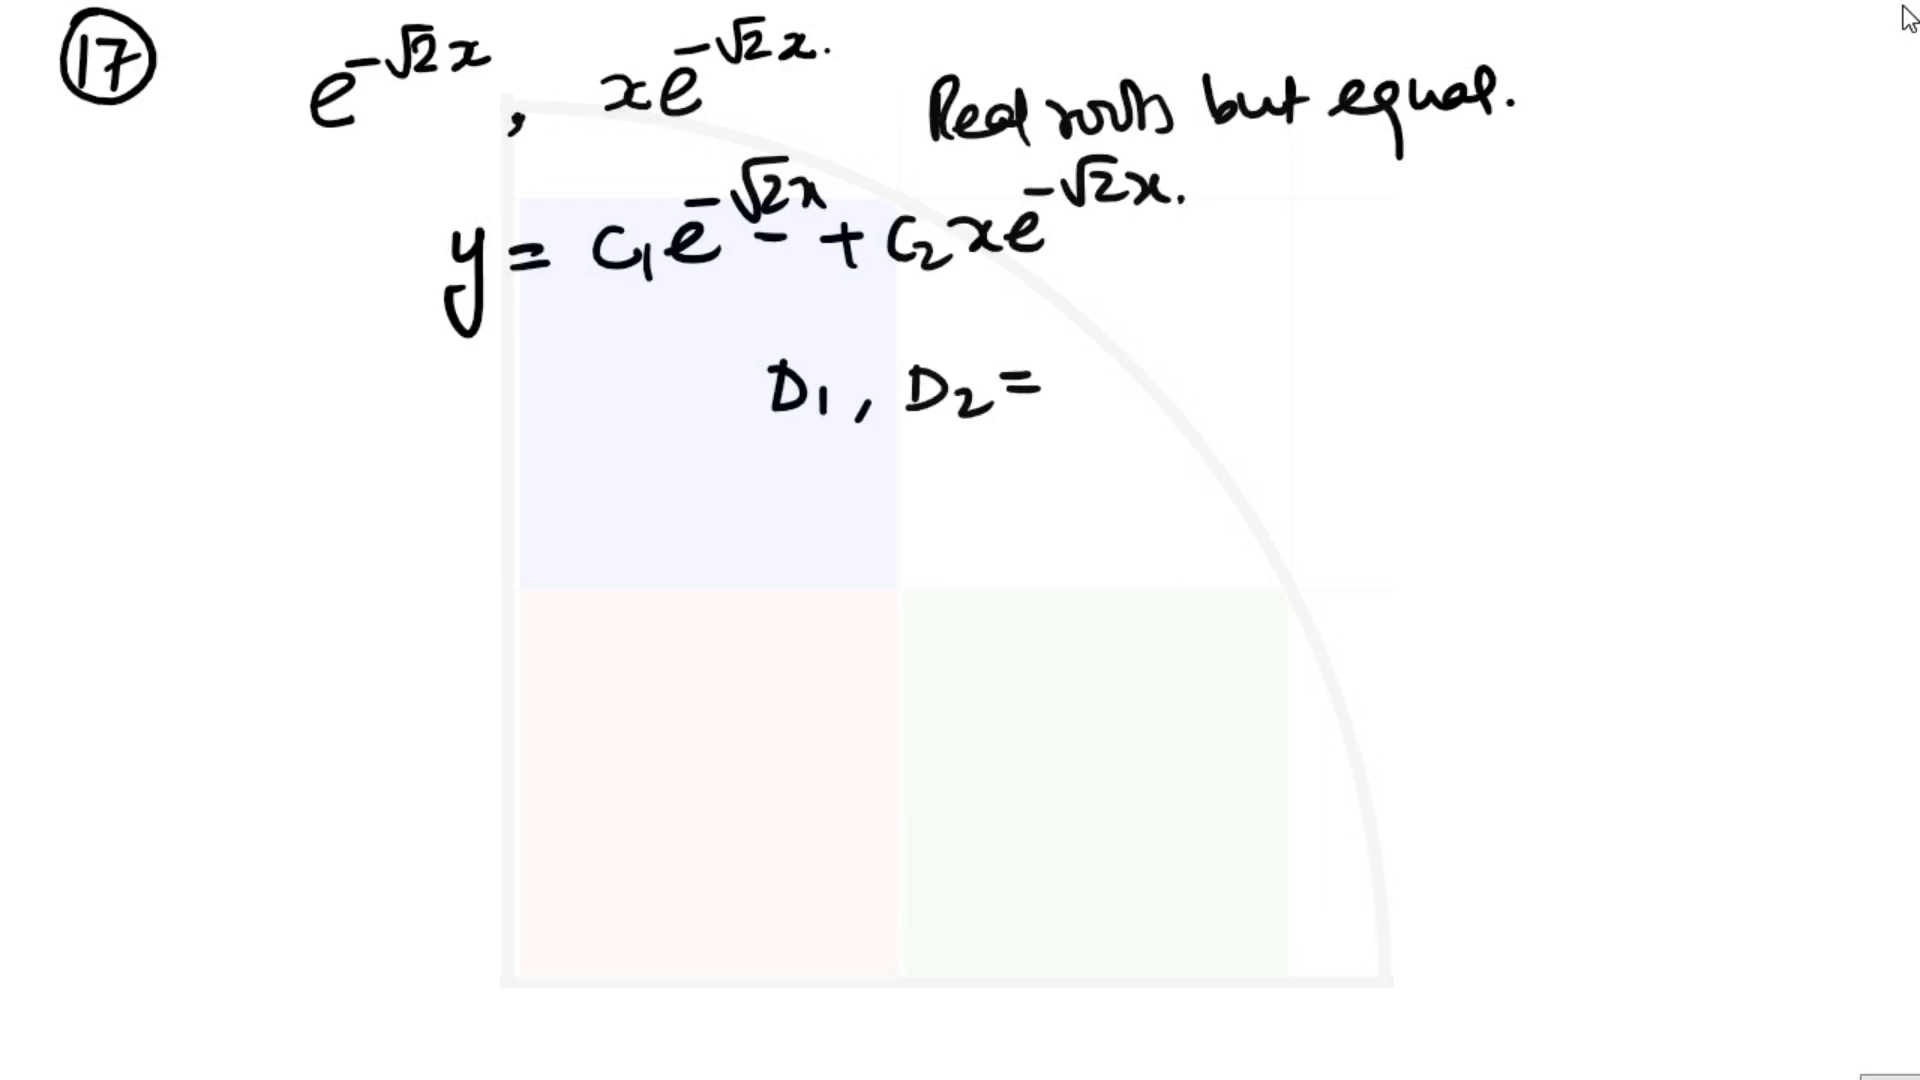 ⑰ e^{-√2x}, xe^{-√2x}. Real roots but equal.
y = C₁e^{-√2x} + C₂xe^{-√2x}.
D₁, D₂ =